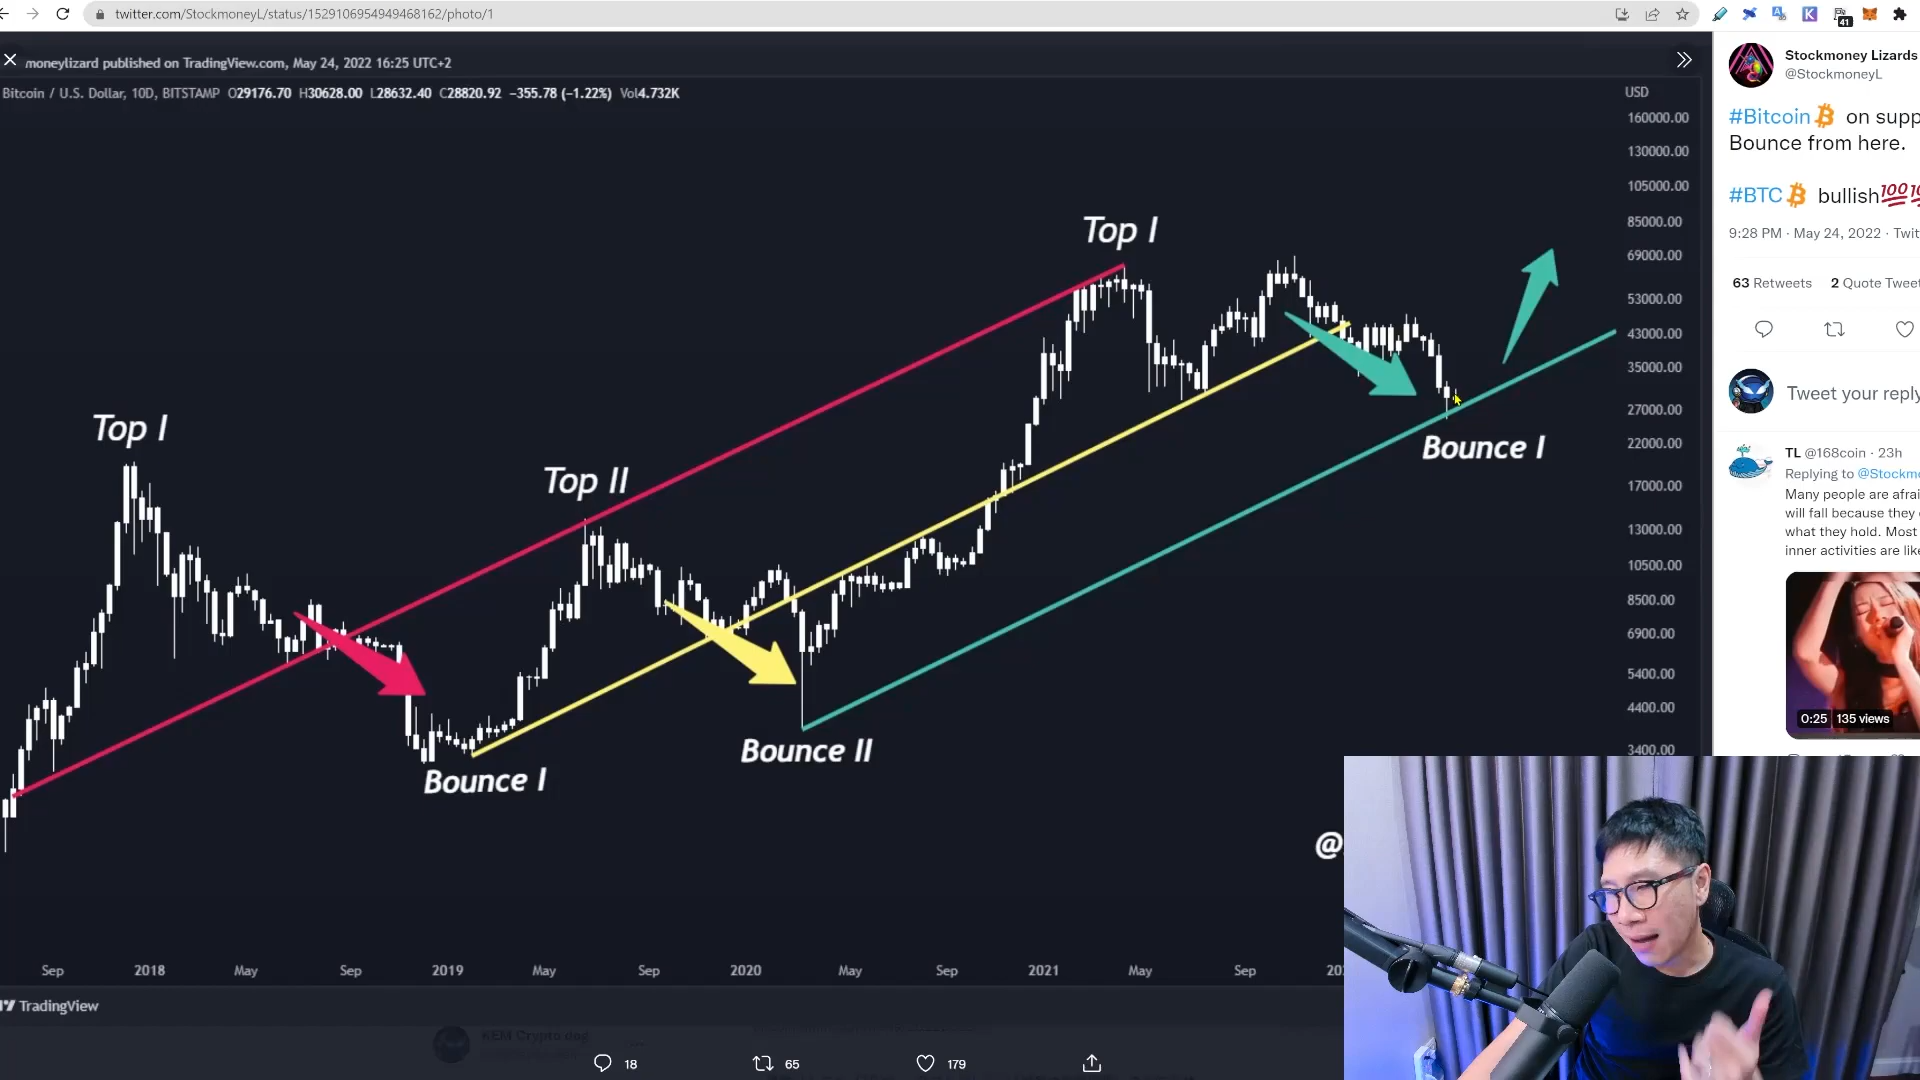 twitter.com/StockmoneyL/status/1529106954949468162/photo/1
41
moneylizard published on TradingView.com, May 24, 2022 16:25 UTC+2
Bitcoin / U.S. Dollar, 10D, BITSTAMP O29176.70 H30628.00 L28632.40 C28820.92 −355.78 (−1.22%) Vol4.732K
USD
160000.00
130000.00
105000.00
85000.00
69000.00
53000.00
43000.00
35000.00
27000.00
22000.00
17000.00
13000.00
10500.00
8500.00
6900.00
5400.00
4400.00
3400.00
Top I
Top II
Top I
Bounce I
Bounce II
Bounce I
@
Sep 2018 May Sep 2019 May Sep 2020 May Sep 2021 May Sep
TradingView
KEM Crypto
18 65 179
Stockmoney Lizards
@StockmoneyL
#Bitcoin on supp
Bounce from here.
#BTC bullish💯
9:28 PM · May 24, 2022 · Twit
63 Retweets 2 Quote Tweet
Tweet your reply
TL @168coin · 23h
Replying to @Stockmo
Many people are afrai
will fall because they
what they hold. Most
inner activities are like
0:25 135 views